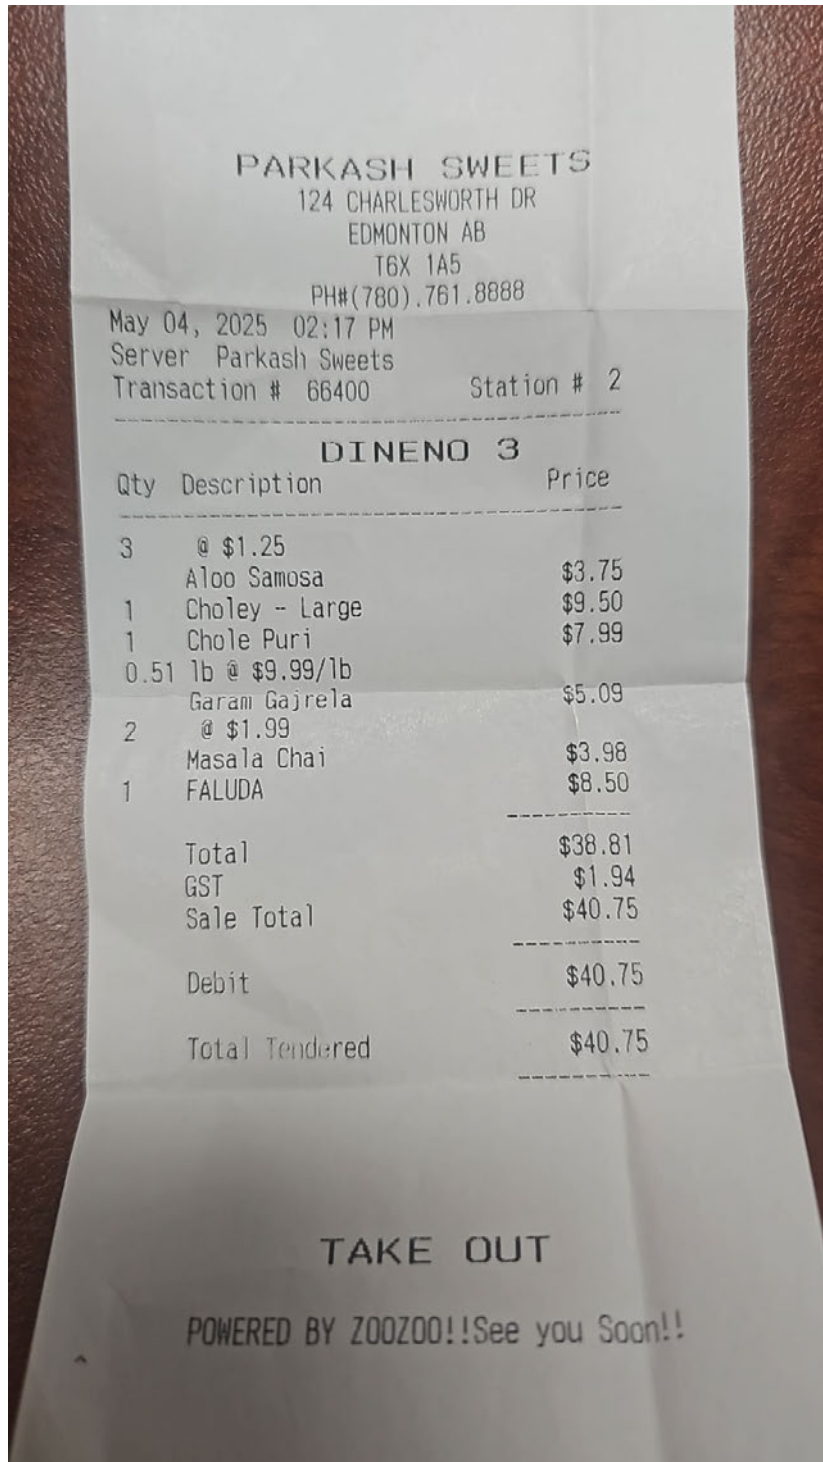 PARKASH SWEETS
124 CHARLESWORTH DR
EDMONTON AB
T6X 1A5
PH#(780).761.8888
May 04, 2025 02:17 PM
Server Parkash Sweets
Transaction # 66400 Station # 2
DINENO 3
Qty Description Price
3 @ $1.25
Aloo Samosa $3.75
1 Choley - Large $9.50
1 Chole Puri $7.99
0.51 lb @ $9.99/lb
Garam Gajrela $5.09
2 @ $1.99
Masala Chai $3.98
1 FALUDA $8.50
Total $38.81
GST $1.94
Sale Total $40.75
Debit $40.75
Total Tendered $40.75
TAKE OUT
POWERED BY ZOOZOO!!See you Soon!!